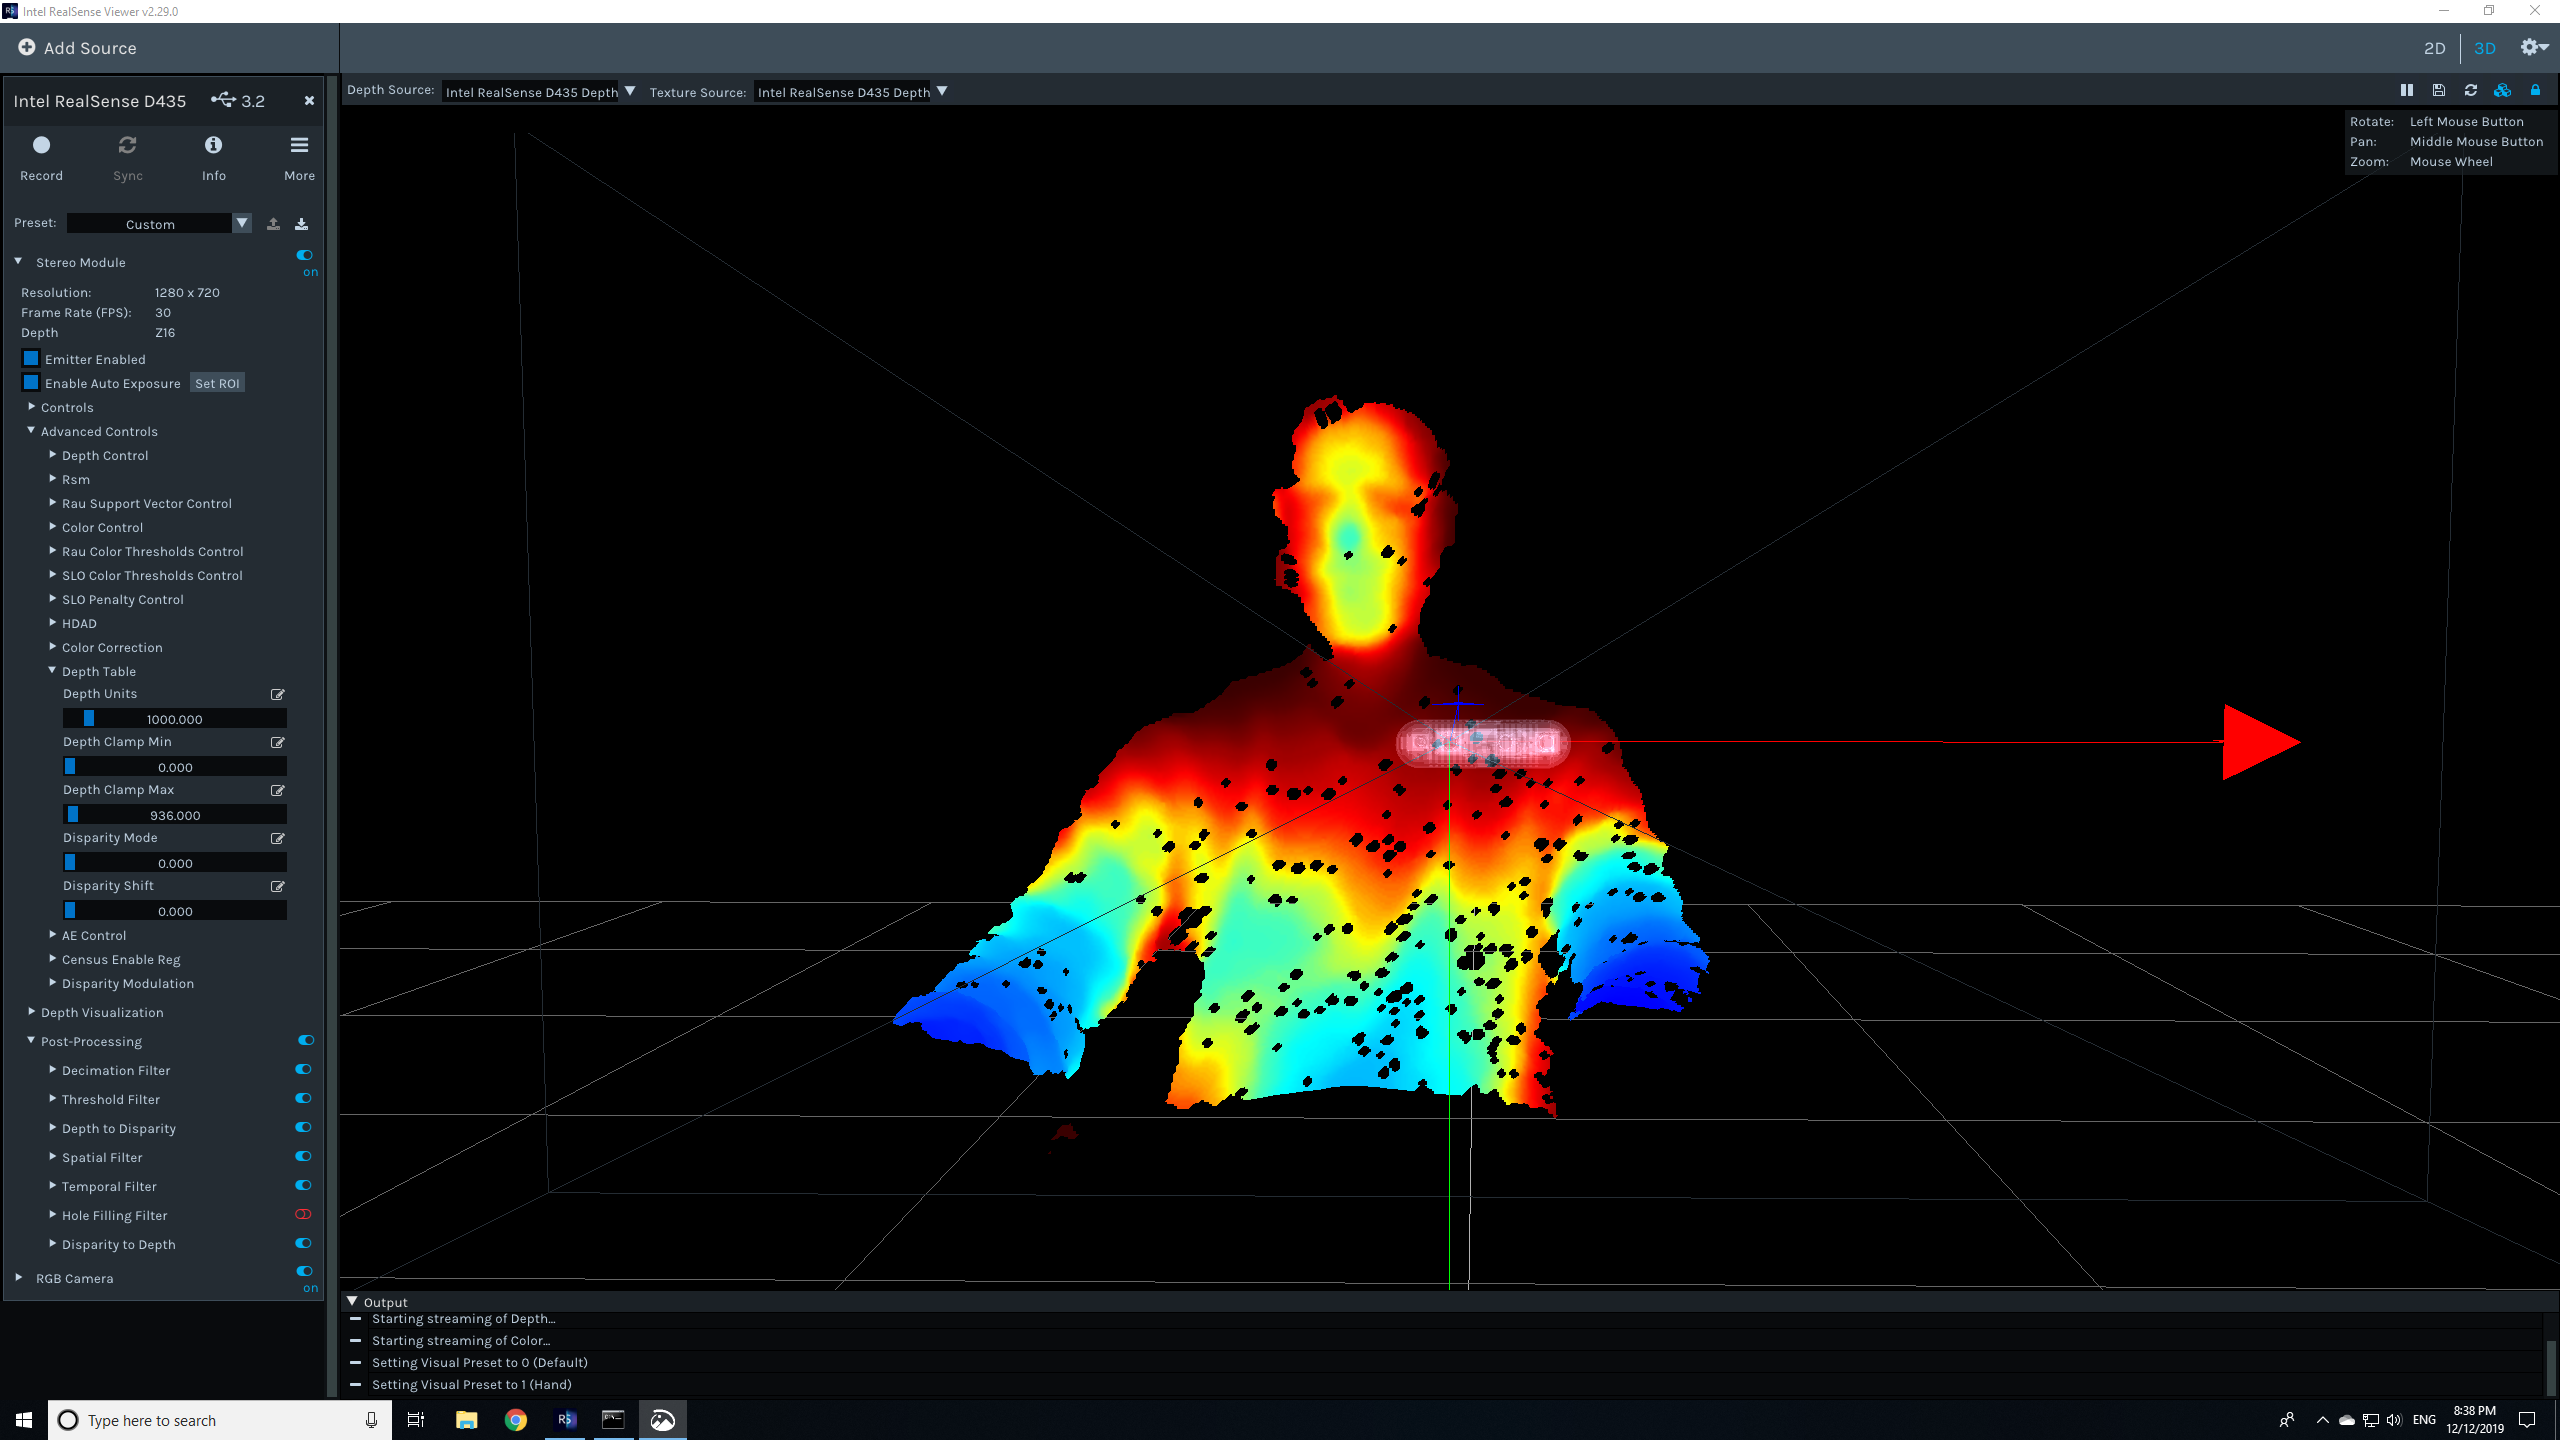 Intel RealSense Viewer v2.29.0
Add Source
2D 3D
Intel RealSense D435 3.2
Depth Source: Intel RealSense D435 Depth Texture Source: Intel RealSense D435 Depth
Rotate: Left Mouse Button
Pan: Middle Mouse Button
Zoom: Mouse Wheel
Record Sync Info More
Preset: Custom
Stereo Module on
Resolution: 1280 x 720
Frame Rate (FPS): 30
Depth Z16
Emitter Enabled
Enable Auto Exposure Set ROI
Controls
Advanced Controls
Depth Control
Rsm
Rau Support Vector Control
Color Control
Rau Color Thresholds Control
SLO Color Thresholds Control
SLO Penalty Control
HDAD
Color Correction
Depth Table
Depth Units
1000.000
Depth Clamp Min
0.000
Depth Clamp Max
936.000
Disparity Mode
0.000
Disparity Shift
0.000
AE Control
Census Enable Reg
Disparity Modulation
Depth Visualization
Post-Processing
Decimation Filter
Threshold Filter
Depth to Disparity
Spatial Filter
Temporal Filter
Hole Filling Filter
Disparity to Depth
RGB Camera on
Output
Starting streaming of Depth...
Starting streaming of Color...
Setting Visual Preset to 0 (Default)
Setting Visual Preset to 1 (Hand)
Type here to search
RS
ENG
8:38 PM
12/12/2019